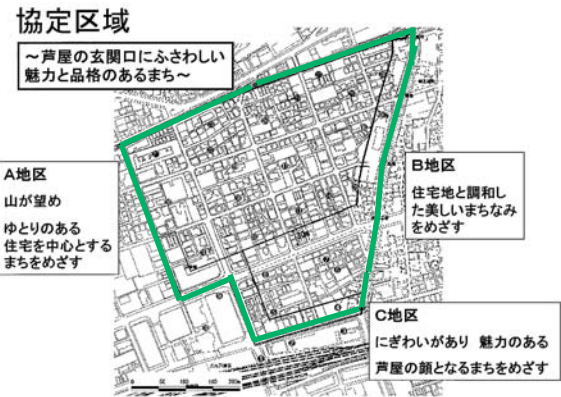 協定区域
～芦屋の玄関口にふさわしい
魅力と品格のあるまち～
A地区
山が望め
ゆとりのある
住宅を中心とする
まちをめざす
B地区
住宅地と調和し
た美しいまちなみ
をめざす
C地区
にぎわいがあり 魅力のある
芦屋の顔となるまちをめざす